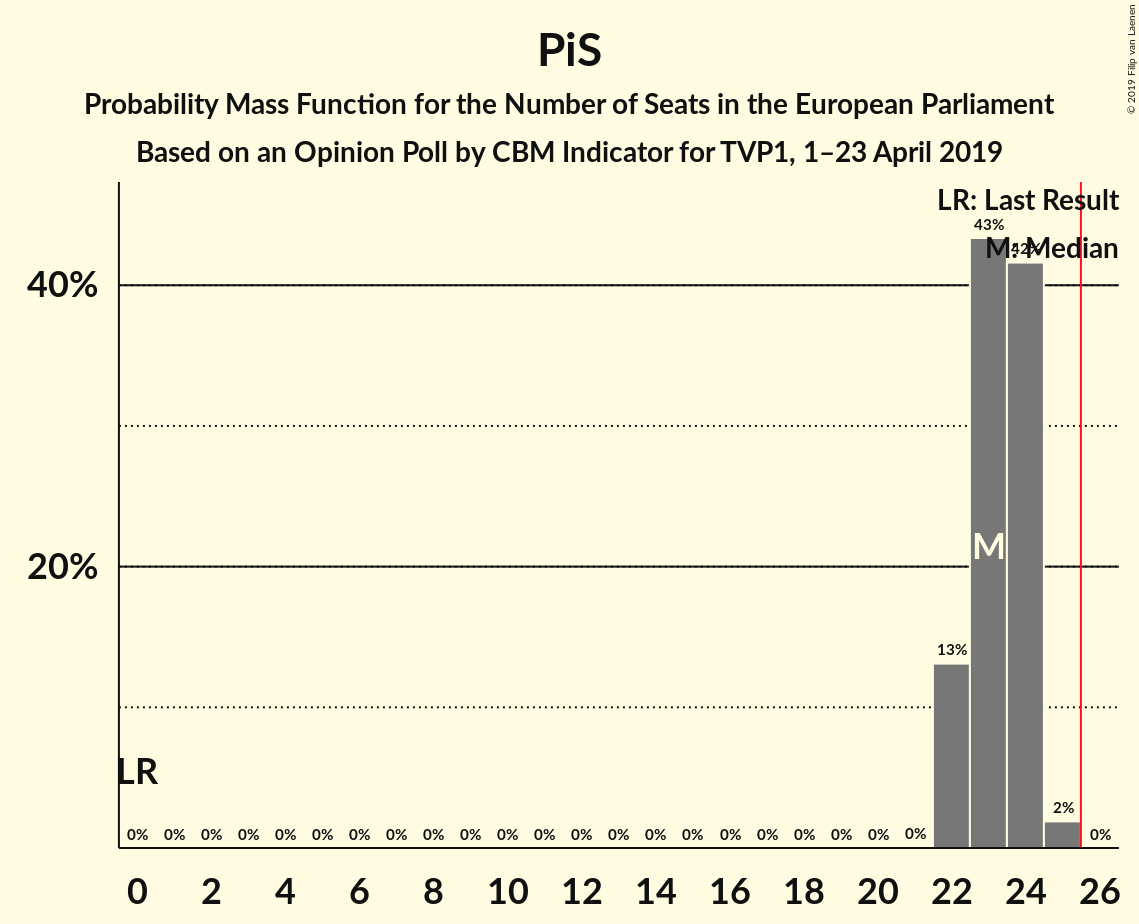 PiS
Probability Mass Function for the Number of Seats in the European Parliament
Based on an Opinion Poll by CBM Indicator for TVP1, 1–23 April 2019
© 2019 Filip van Laenen
LR: Last Result
M: Median
43%
42%
40%
M
20%
13%
LR
2%
0% 0% 0% 0% 0% 0% 0% 0% 0% 0% 0% 0% 0% 0% 0% 0% 0% 0% 0% 0% 0% 0% 0%
0 2 4 6 8 10 12 14 16 18 20 22 24 26